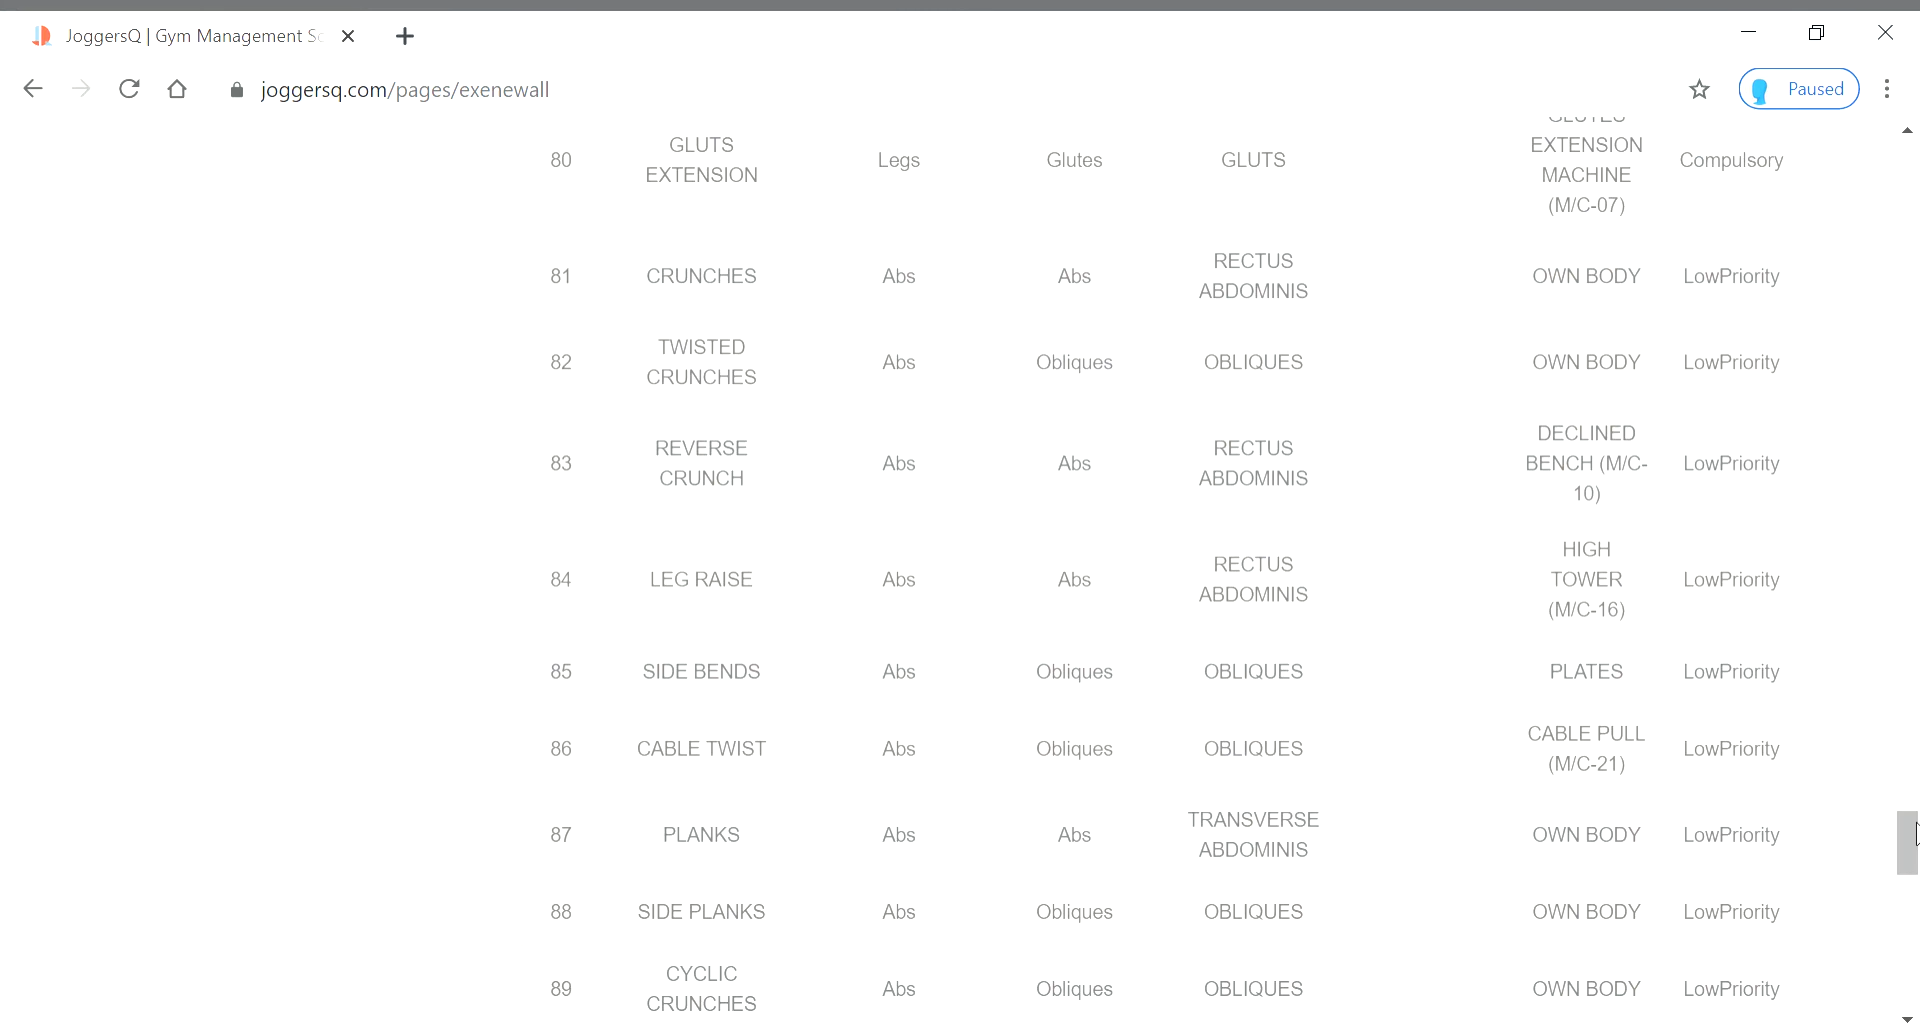 JoggersQ | Gym Management
joggersq.com/pages/exenewall
Paused
80 GLUTS EXTENSION Legs Glutes GLUTS GLUTES EXTENSION MACHINE (M/C-07) Compulsory
81 CRUNCHES Abs Abs RECTUS ABDOMINIS OWN BODY LowPriority
82 TWISTED CRUNCHES Abs Obliques OBLIQUES OWN BODY LowPriority
83 REVERSE CRUNCH Abs Abs RECTUS ABDOMINIS DECLINED BENCH (M/C-10) LowPriority
84 LEG RAISE Abs Abs RECTUS ABDOMINIS HIGH TOWER (M/C-16) LowPriority
85 SIDE BENDS Abs Obliques OBLIQUES PLATES LowPriority
86 CABLE TWIST Abs Obliques OBLIQUES CABLE PULL (M/C-21) LowPriority
87 PLANKS Abs Abs TRANSVERSE ABDOMINIS OWN BODY LowPriority
88 SIDE PLANKS Abs Obliques OBLIQUES OWN BODY LowPriority
89 CYCLIC CRUNCHES Abs Obliques OBLIQUES OWN BODY LowPriority